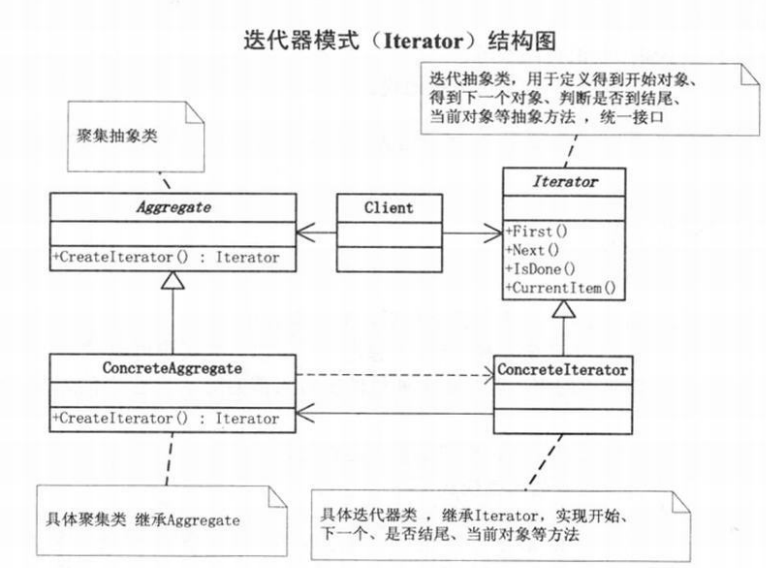 迭代器模式（Iterator）结构图
迭代抽象类，用于定义得到开始对象、
得到下一个对象、判断是否到结尾、
当前对象等抽象方法，统一接口
聚集抽象类
Aggregate
+CreateIterator() : Iterator
Client
Iterator
+First()
+Next()
+IsDone()
+CurrentItem()
ConcreteAggregate
+CreateIterator() : Iterator
ConcreteIterator
具体聚集类 继承Aggregate
具体迭代器类，继承Iterator，实现开始、
下一个、是否结尾、当前对象等方法